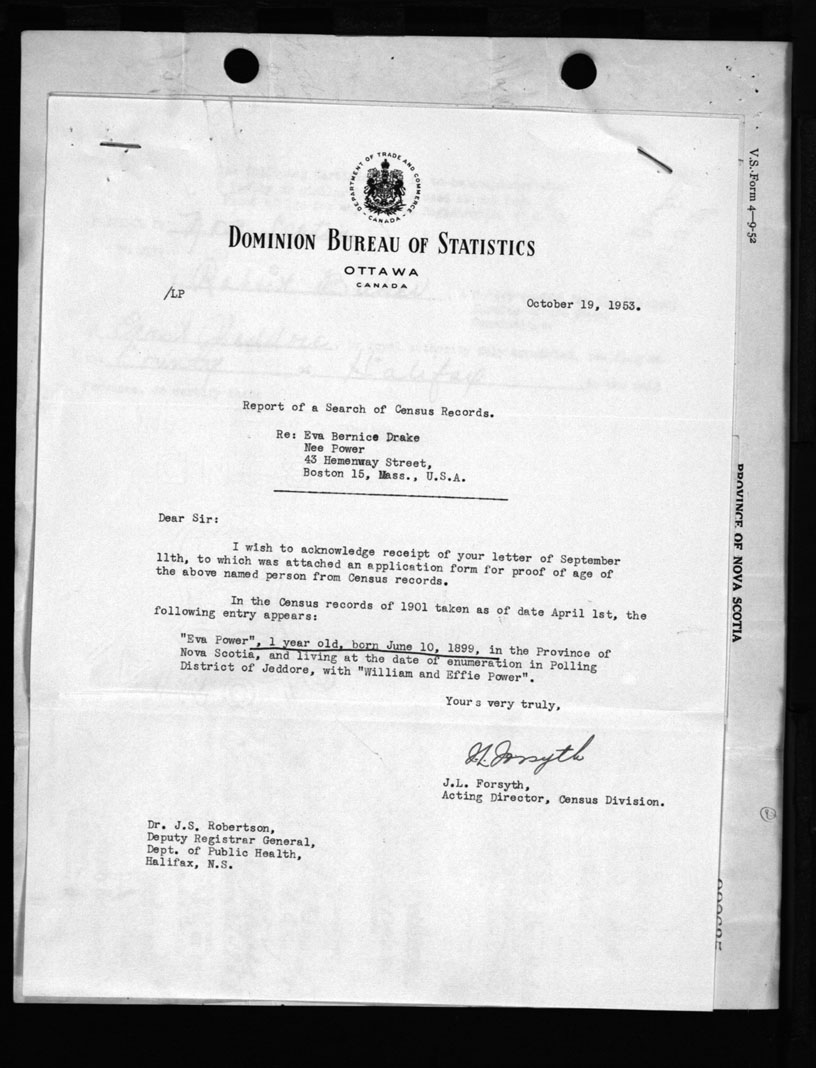 DEPARTMENT OF TRADE AND COMMERCE
CANADA
DOMINION BUREAU OF STATISTICS
OTTAWA
CANADA
/LP
October 19, 1953.
Report of a Search of Census Records.
Re: Eva Bernice Drake
Nee Power
43 Hemenway Street,
Boston 15, Mass., U.S.A.
Dear Sir:
I wish to acknowledge receipt of your letter of September
11th, to which was attached an application form for proof of age of
the above named person from Census records.
In the Census records of 1901 taken as of date April 1st, the
following entry appears:
"Eva Power", 1 year old, born June 10, 1899, in the Province of
Nova Scotia, and living at the date of enumeration in Polling
District of Jeddore, with "William and Effie Power".
Yours very truly,
J.L. Forsyth
J.L. Forsyth,
Acting Director, Census Division.
Dr. J.S. Robertson,
Deputy Registrar General,
Dept. of Public Health,
Halifax, N.S.
V.S. Form 4—9-52
PROVINCE OF NOVA SCOTIA
Jeddore
County Halifax